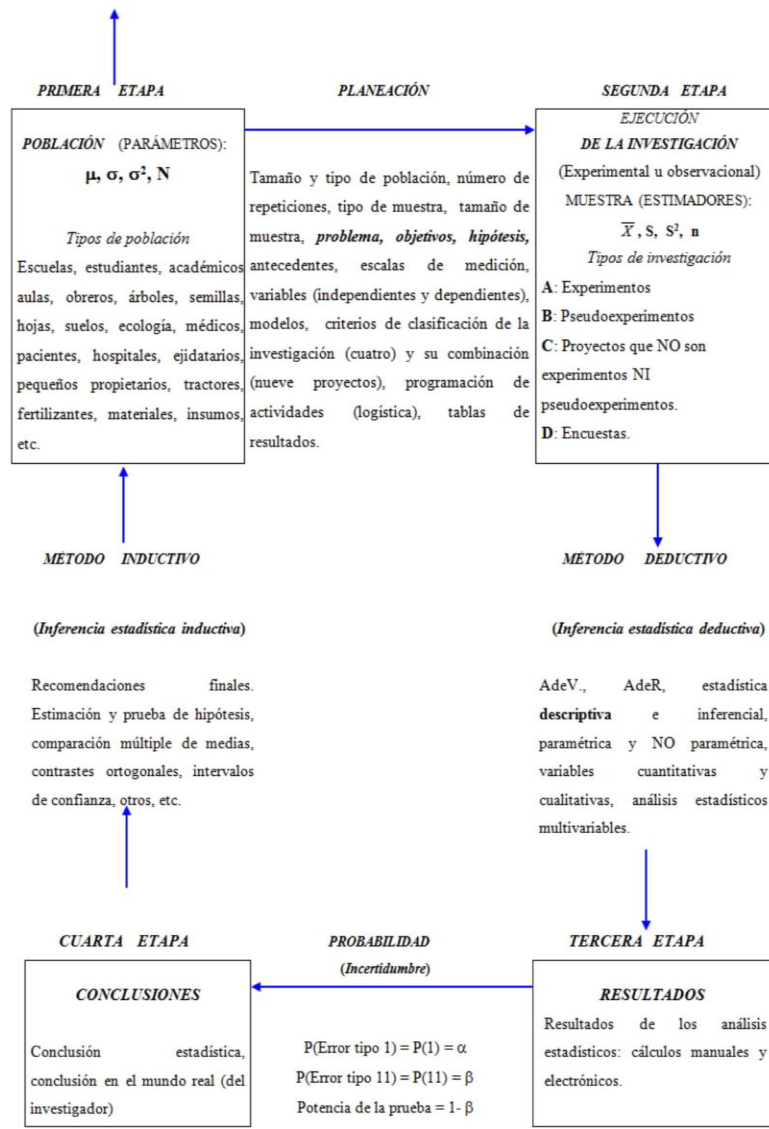 PRIMERA ETAPA
PLANEACIÓN
SEGUNDA ETAPA
POBLACIÓN (PARÁMETROS):
μ, σ, σ², N
Tipos de población
Escuelas, estudiantes, académicos
aulas, obreros, árboles, semillas,
hojas, suelos, ecología, médicos,
pacientes, hospitales, ejidatarios,
pequeños propietarios, tractores,
fertilizantes, materiales, insumos,
etc.
Tamaño y tipo de población, número de
repeticiones, tipo de muestra, tamaño de
muestra, problema, objetivos, hipótesis,
antecedentes, escalas de medición,
variables (independientes y dependientes),
modelos, criterios de clasificación de la
investigación (cuatro) y su combinación
(nueve proyectos), programación de
actividades (logística), tablas de
resultados.
EJECUCIÓN
DE LA INVESTIGACIÓN
(Experimental u observacional)
MUESTRA (ESTIMADORES):
X̅, S, S², n
Tipos de investigación
A: Experimentos
B: Pseudoexperimentos
C: Proyectos que NO son
experimentos NI
pseudoexperimentos.
D: Encuestas.
MÉTODO INDUCTIVO
MÉTODO DEDUCTIVO
(Inferencia estadística inductiva)
(Inferencia estadística deductiva)
Recomendaciones finales.
Estimación y prueba de hipótesis,
comparación múltiple de medias,
contrastes ortogonales, intervalos
de confianza, otros, etc.
AdeV., AdeR, estadística
descriptiva e inferencial,
paramétrica y NO paramétrica,
variables cuantitativas y
cualitativas, análisis estadísticos
multivariables.
CUARTA ETAPA
PROBABILIDAD
(Incertidumbre)
TERCERA ETAPA
CONCLUSIONES
Conclusión estadística,
conclusión en el mundo real (del
investigador)
P(Error tipo 1) = P(1) = α
P(Error tipo 11) = P(11) = β
Potencia de la prueba = 1- β
RESULTADOS
Resultados de los análisis
estadísticos: cálculos manuales y
electrónicos.